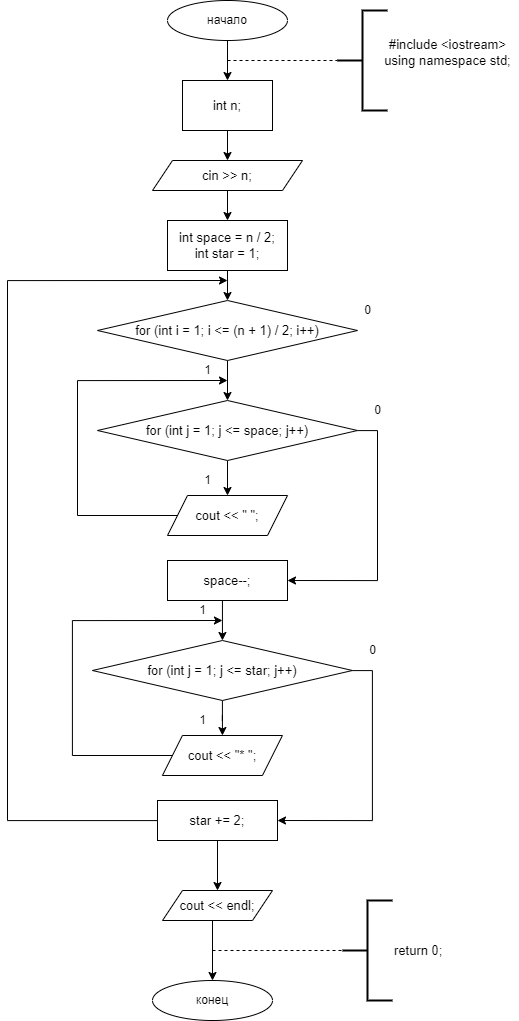 начало
#include <iostream>
using namespace std;
int n;
cin >> n;
int space = n / 2;
int star = 1;
0
for (int i = 1; i <= (n + 1) / 2; i++)
1
0
for (int j = 1; j <= space; j++)
1
cout << " ";
space--;
1
0
for (int j = 1; j <= star; j++)
1
cout << "* ";
star += 2;
cout << endl;
return 0;
конец